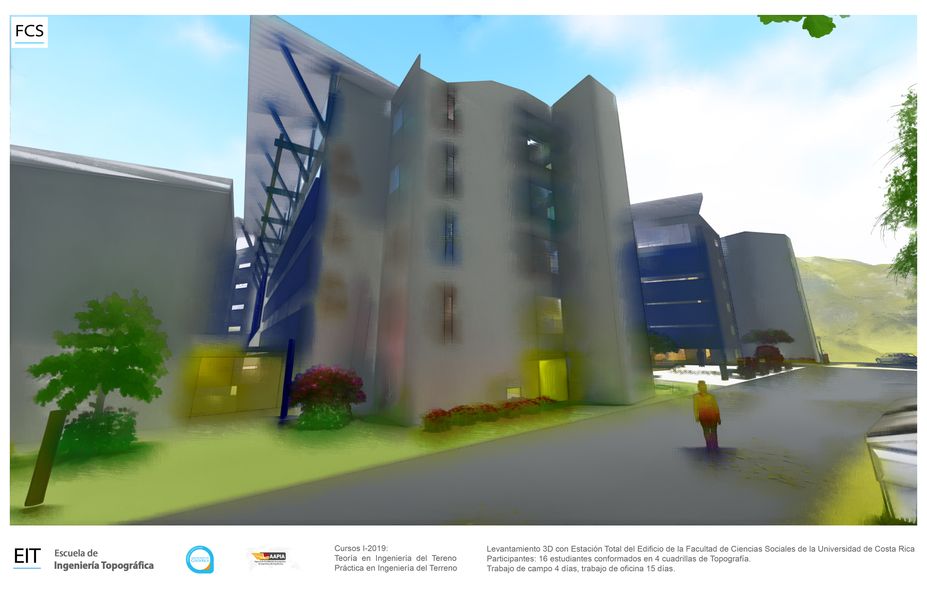 FCS
EIT
Escuela de
Ingeniería Topográfica
AAPIA
Cursos I-2019:
Teoría en Ingenieria del Tereno
Práctica en Ingeniería del Terreno
Levantamiento 3D con Estación Total del Edificio de la Facultad de Ciencias Sociales de la Universidad de Costa Rica
Participantes: 16 estudiantes conformados en 4 cuadrillas de Topografía.
Trabajo de campo 4 días, trabajo de oficina 15 días.